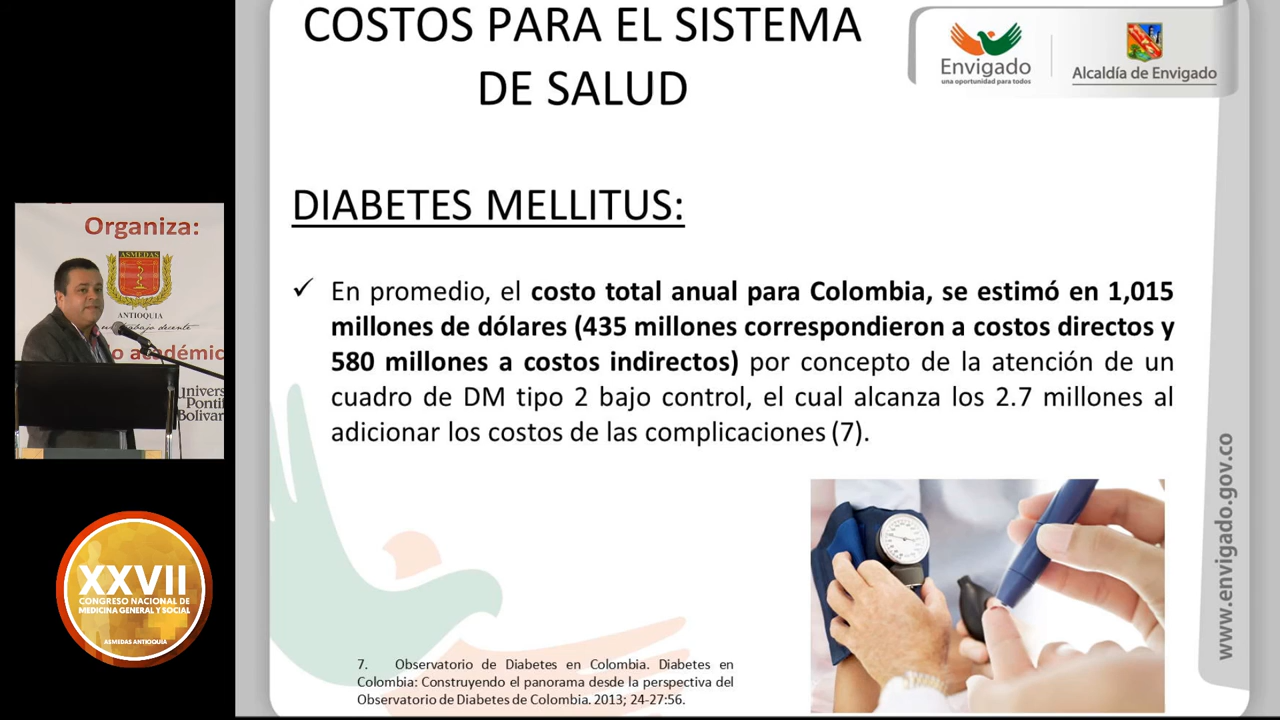 COSTOS PARA EL SISTEMA
DE SALUD
Envigado
una oportunidad para todos
Alcaldía de Envigado
DIABETES MELLITUS:
✓ En promedio, el costo total anual para Colombia, se estimó en 1,015
millones de dólares (435 millones correspondieron a costos directos y
580 millones a costos indirectos) por concepto de la atención de un
cuadro de DM tipo 2 bajo control, el cual alcanza los 2.7 millones al
adicionar los costos de las complicaciones (7).
7. Observatorio de Diabetes en Colombia. Diabetes en
Colombia: Construyendo el panorama desde la perspectiva del
Observatorio de Diabetes de Colombia. 2013; 24-27:56.
www.envigado.gov.co
Organiza:
ASMEDAS
ANTIOQUIA
trabajo decente
o académic
Univers
Pontif
Bolivar
XXVII
CONGRESO NACIONAL DE
MEDICINA GENERAL Y SOCIAL
ASMEDAS ANTIOQUIA